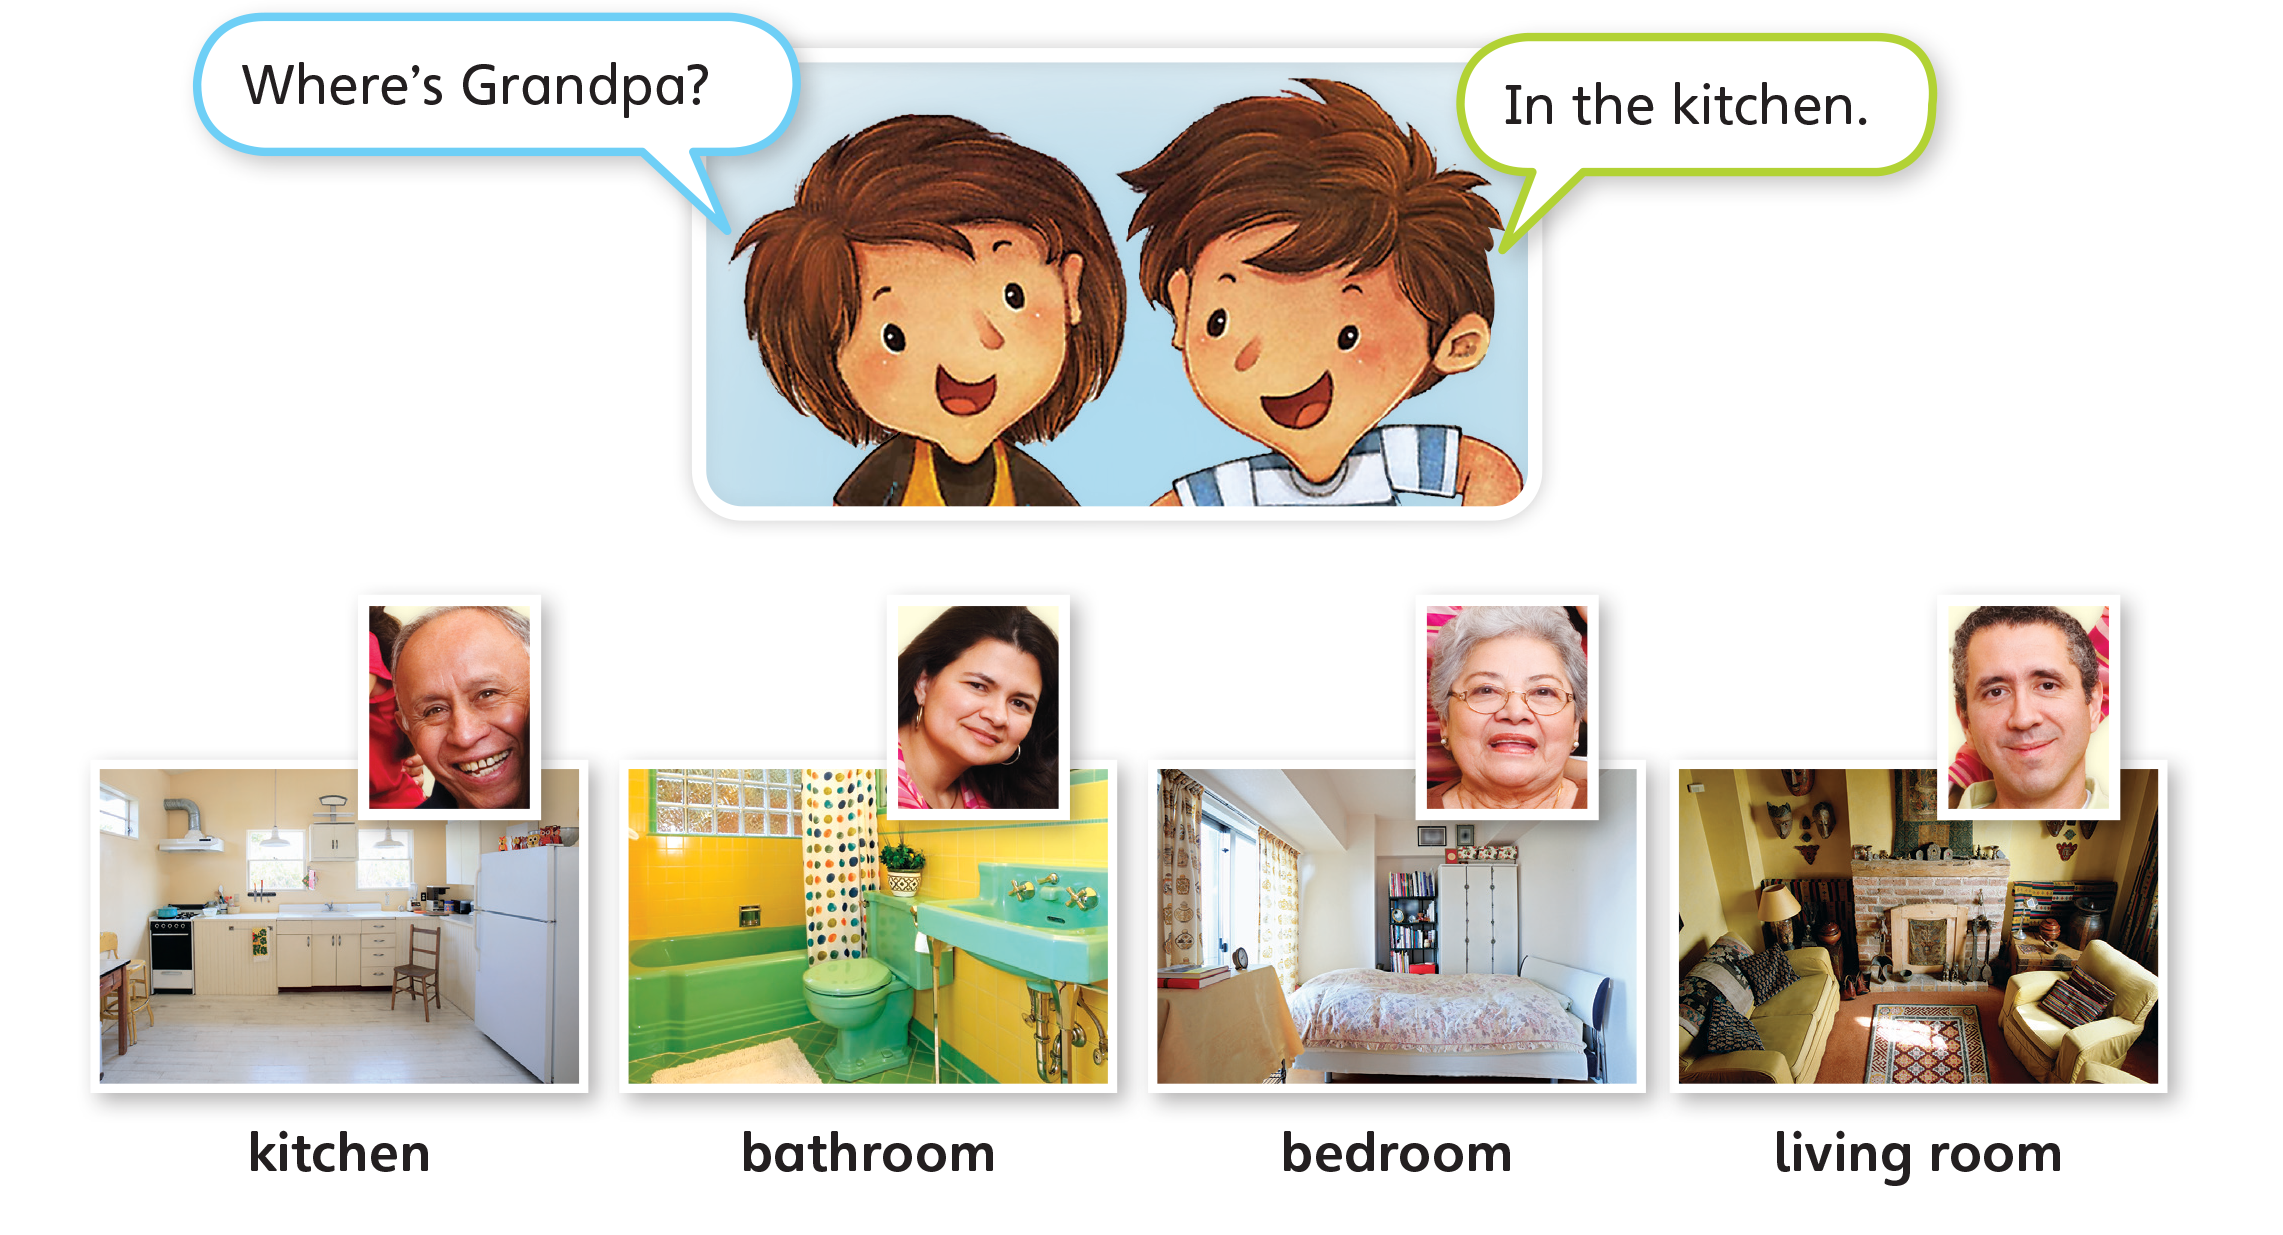 Where's Grandpa?
In the kitchen.
kitchen
bathroom
bedroom
living room